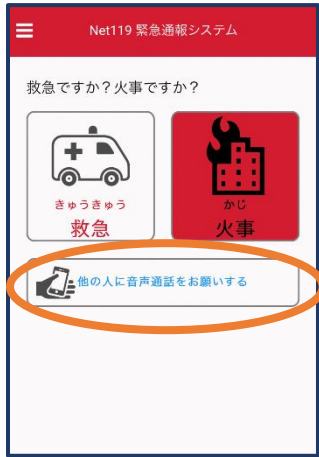 Net119 緊急通報システム
救急ですか？火事ですか？
きゅうきゅう
救急
かじ
火事
他の人に音声通話をお願いする